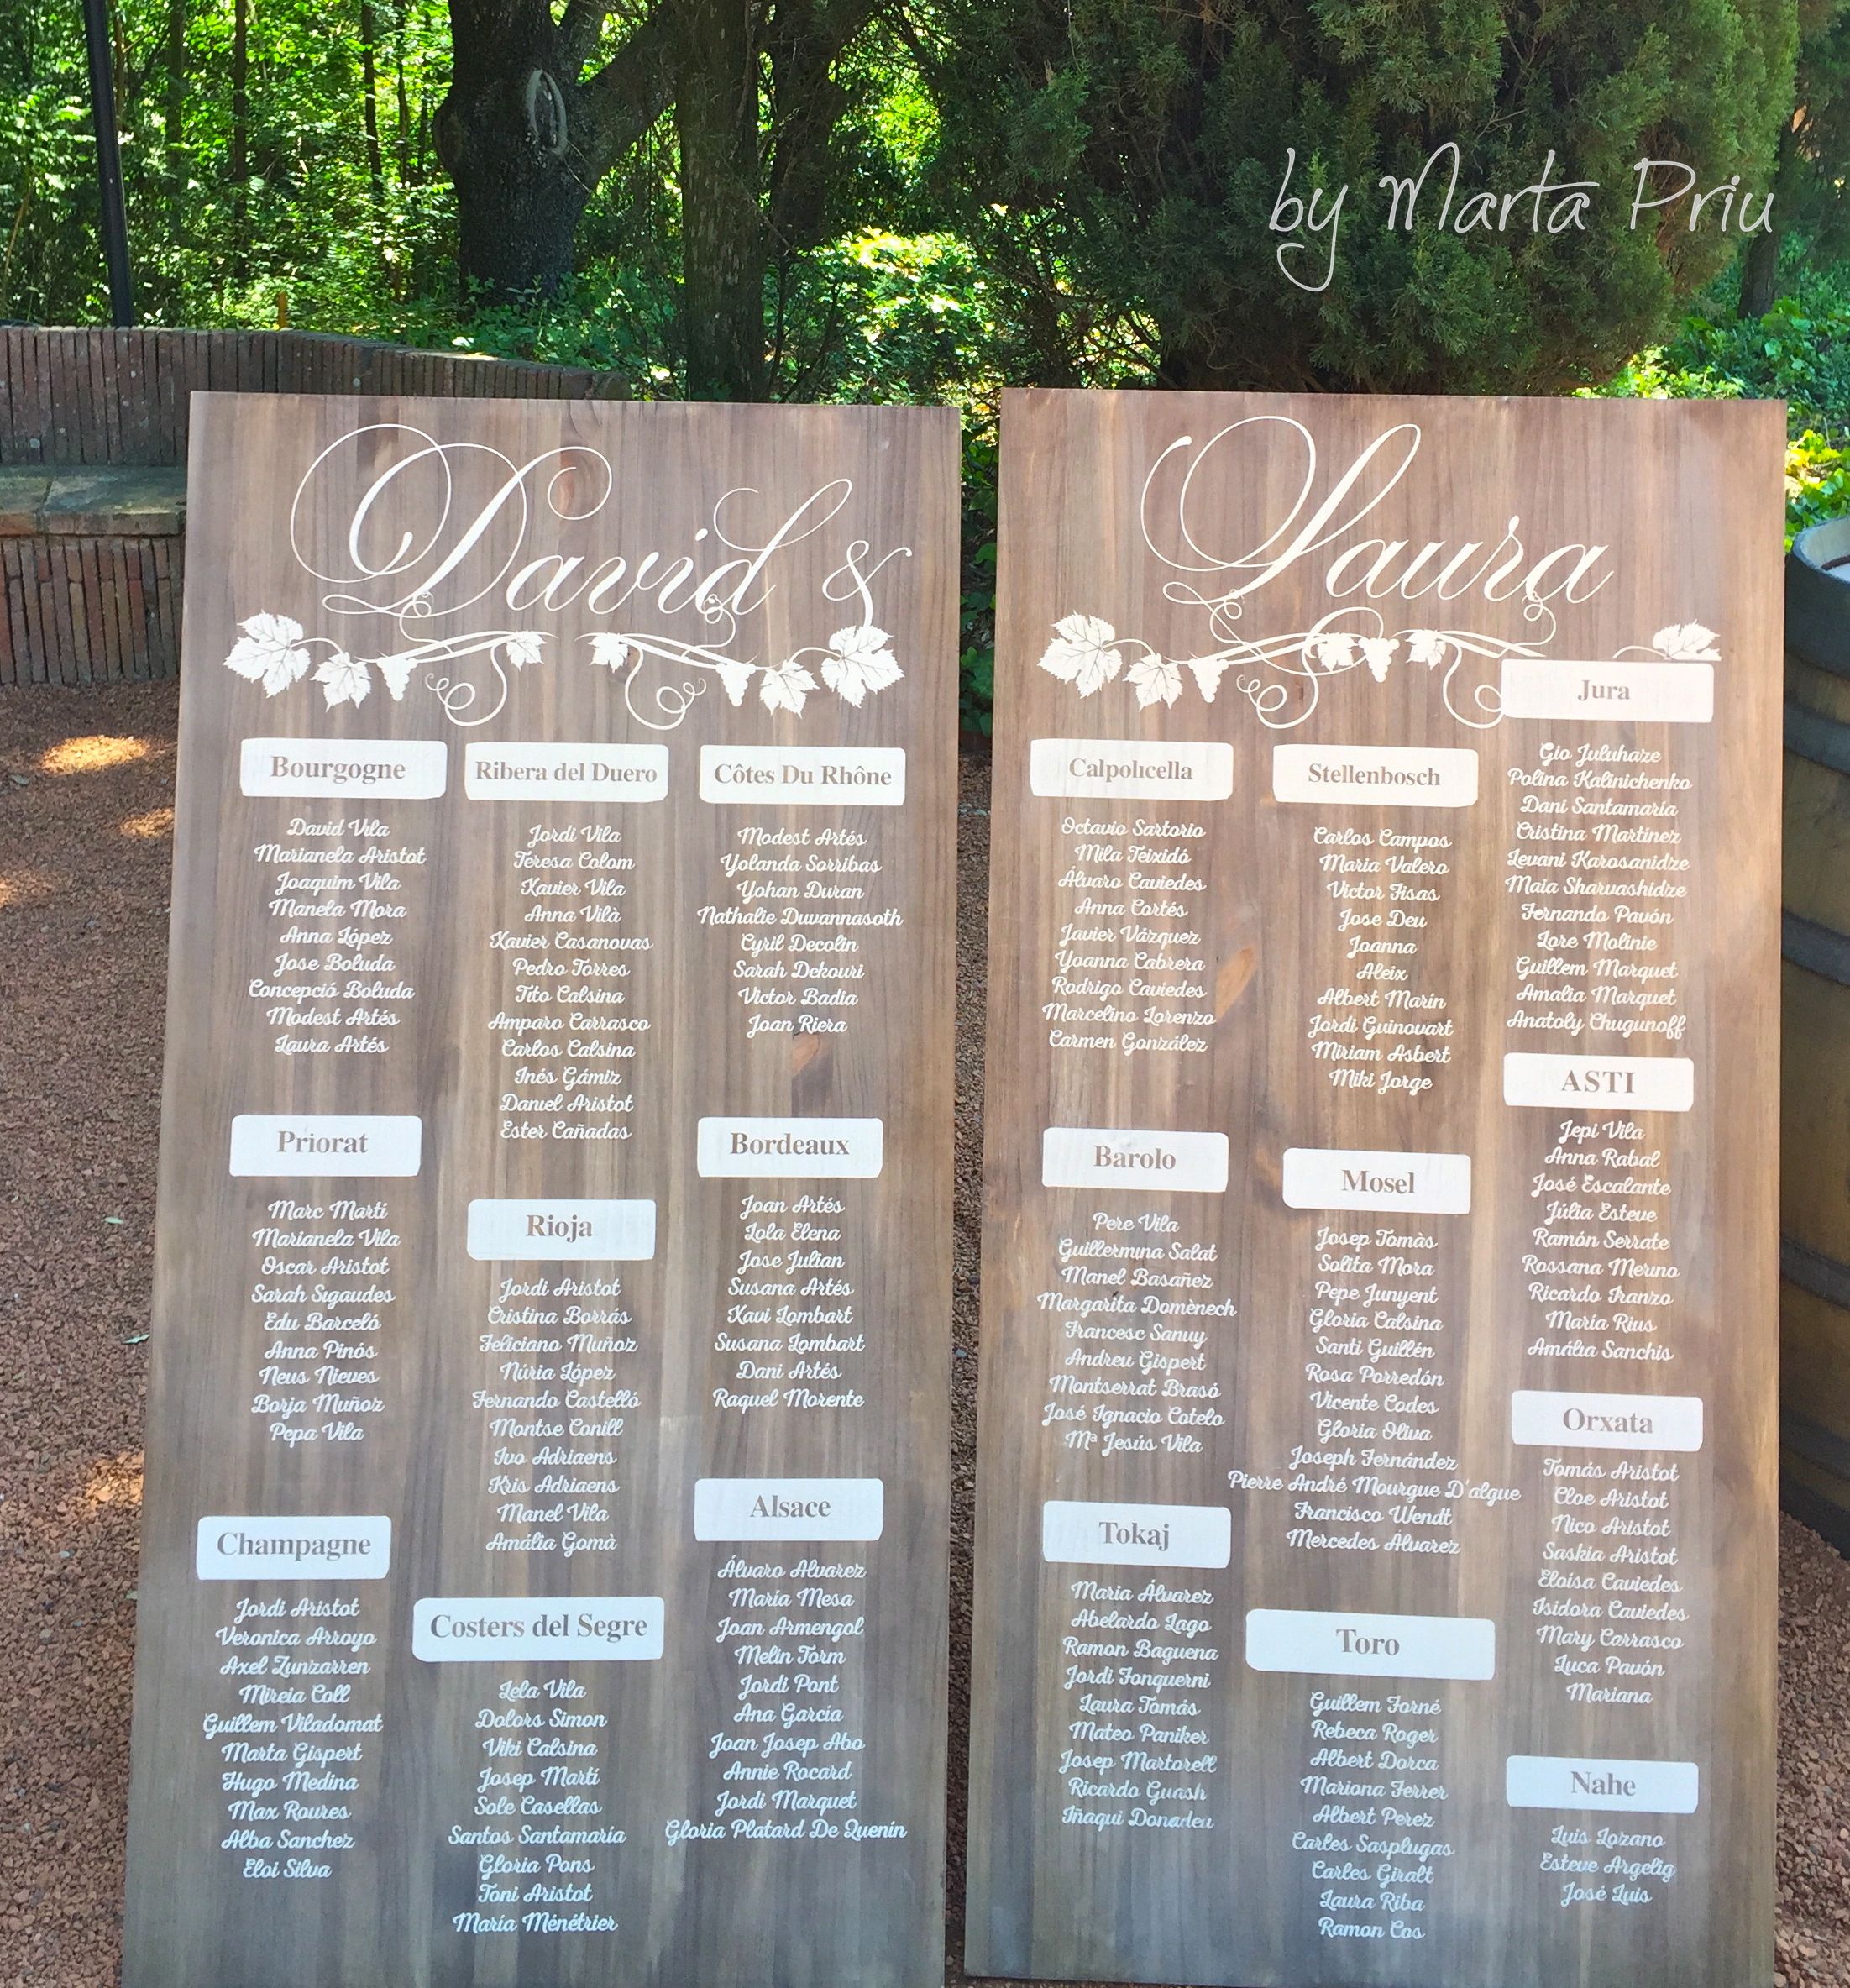 by Marta Priu
David &
Bourgogne
David Vila
Marianela Aristot
Joaquim Vila
Manela Mora
Anna López
Jose Boluda
Concepció Boluda
Modest Artés
Laura Artés
Priorat
Marc Martí
Marianela Vila
Oscar Aristot
Sarah Sigaudes
Edu Barceló
Anna Pinós
Neus Nieves
Borja Muñoz
Pepa Vila
Champagne
Jordi Aristot
Veronica Arroyo
Axel Zunzarren
Mireia Coll
Guillem Viladomat
Marta Gispert
Hugo Medina
Max Roures
Alba Sanchez
Eloi Silva
Ribera del Duero
Jordi Vila
Teresa Colom
Xavier Vila
Anna Vilà
Xavier Casanovas
Pedro Torres
Tito Calsina
Amparo Carrasco
Carlos Calsina
Inés Gámiz
Daniel Aristot
Ester Cañadas
Rioja
Jordi Aristot
Cristina Borrás
Feliciano Muñoz
Núria López
Fernando Castelló
Montse Conill
Ivo Adriaens
Kris Adriaens
Manel Vila
Amália Gomà
Costers del Segre
Lela Vila
Dolors Simon
Viki Calsina
Josep Martí
Sole Casellas
Santos Santamaría
Gloria Pons
Toni Aristot
María Ménétrier
Côtes Du Rhône
Modest Artés
Yolanda Sorribas
Yohan Duran
Nathalie Duvannasoth
Cyril Decolin
Sarah Dekouri
Victor Badia
Joan Riera
Bordeaux
Joan Artés
Lola Elena
Jose Julian
Susana Artés
Xavi Lombart
Susana Lombart
Dani Artés
Raquel Morente
Alsace
Álvaro Alvarez
María Mesa
Joan Armengol
Melin Torm
Jordi Pont
Ana García
Joan Josep Abo
Annie Rocard
Jordi Marquet
Gloria Platard De Quenín
Laura
Calpolicella
Octavio Sartorio
Mila Teixidó
Álvaro Caviedes
Anna Cortés
Javier Vázquez
Yoanna Cabrera
Rodrigo Caviedes
Marcelino Lorenzo
Carmen González
Barolo
Pere Vila
Guillermina Salat
Manel Basañez
Margarita Domènech
Francesc Sanuy
Andreu Gispert
Montserrat Brasó
José Ignacio Cotelo
Mª Jesús Vila
Tokaj
Maria Álvarez
Abelardo Lago
Ramon Baguena
Jordi Fonguerni
Laura Tomás
Mateo Paniker
Josep Martorell
Ricardo Guash
Iñaqui Donadeu
Stellenbosch
Carlos Campos
Maria Valero
Victor Fisas
Jose Deu
Joanna
Aleix
Albert Marín
Jordi Guinovart
Miriam Asbert
Miki Jorge
Mosel
Josep Tomàs
Solita Mora
Pepe Junyent
Gloria Calsina
Santi Guillén
Rosa Porredón
Vicente Codes
Gloria Oliva
Joseph Fernández
Pierre André Mourgue D'algue
Francisco Wendt
Mercedes Álvarez
Toro
Guillem Forné
Rebeca Roger
Albert Dorca
Mariona Ferrer
Albert Perez
Carles Sasplugas
Carles Giralt
Laura Riba
Ramon Cos
Jura
Gio Juluhaze
Polina Kalinichenko
Dani Santamaria
Cristina Martínez
Levani Karosanidze
Maia Sharvashidze
Fernando Pavón
Lore Molinie
Guillem Marquet
Amalia Marquet
Anatoly Chugunoff
ASTI
Jepi Vila
Anna Rabal
José Escalante
Júlia Esteve
Ramón Serrate
Rossana Merino
Ricardo Iranzo
María Rius
Amália Sanchis
Orxata
Tomás Aristot
Cloe Aristot
Nico Aristot
Saskia Aristot
Eloísa Caviedes
Isidora Caviedes
Mary Carrasco
Luca Pavón
Mariana
Nahe
Luis Lozano
Esteve Argelig
José Luis